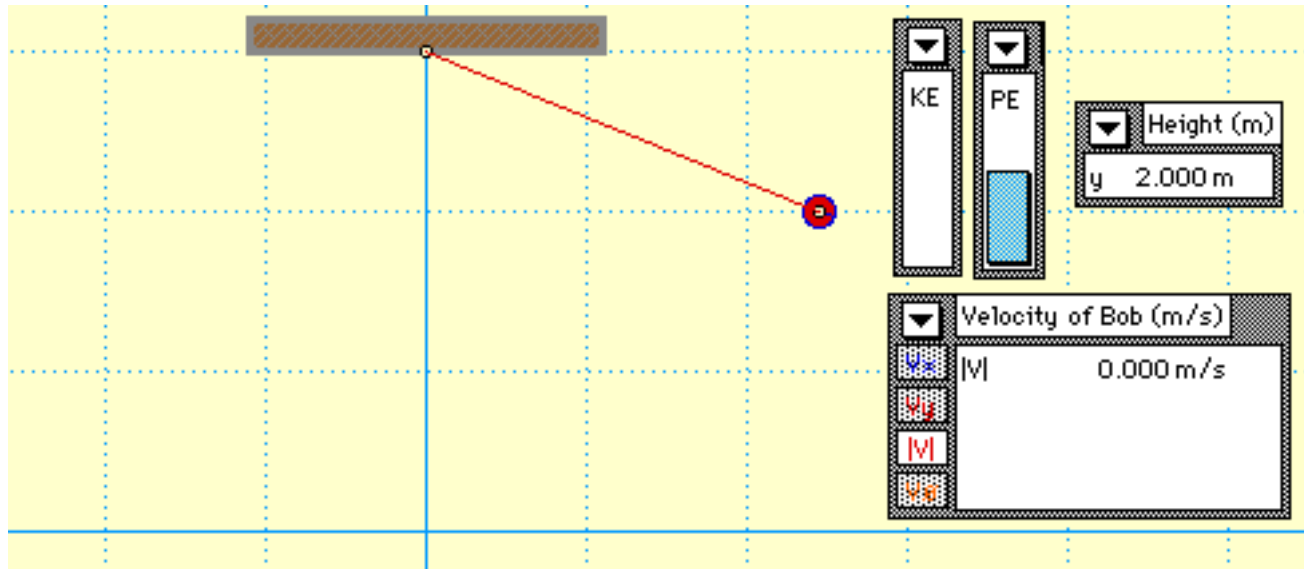 KE
PE
Height (m)
y 2.000 m
Velocity of Bob (m/s)
Vx
|V| 0.000 m/s
Vy
|V|